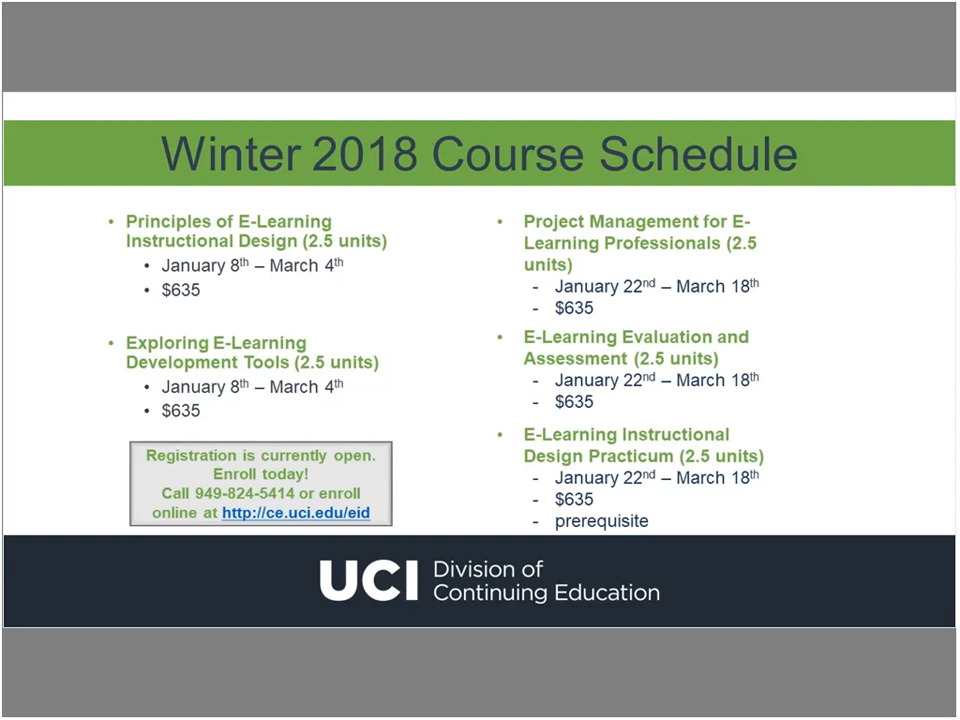 Winter 2018 Course Schedule
• Principles of E-Learning
Instructional Design (2.5 units)
• January 8th – March 4th
• $635
• Exploring E-Learning
Development Tools (2.5 units)
• January 8th – March 4th
• $635
Registration is currently open.
Enroll today!
Call 949-824-5414 or enroll
online at http://ce.uci.edu/eid
• Project Management for E-
Learning Professionals (2.5
units)
- January 22nd – March 18th
- $635
• E-Learning Evaluation and
Assessment (2.5 units)
- January 22nd – March 18th
- $635
• E-Learning Instructional
Design Practicum (2.5 units)
- January 22nd – March 18th
- $635
- prerequisite
UCI Division of
Continuing Education